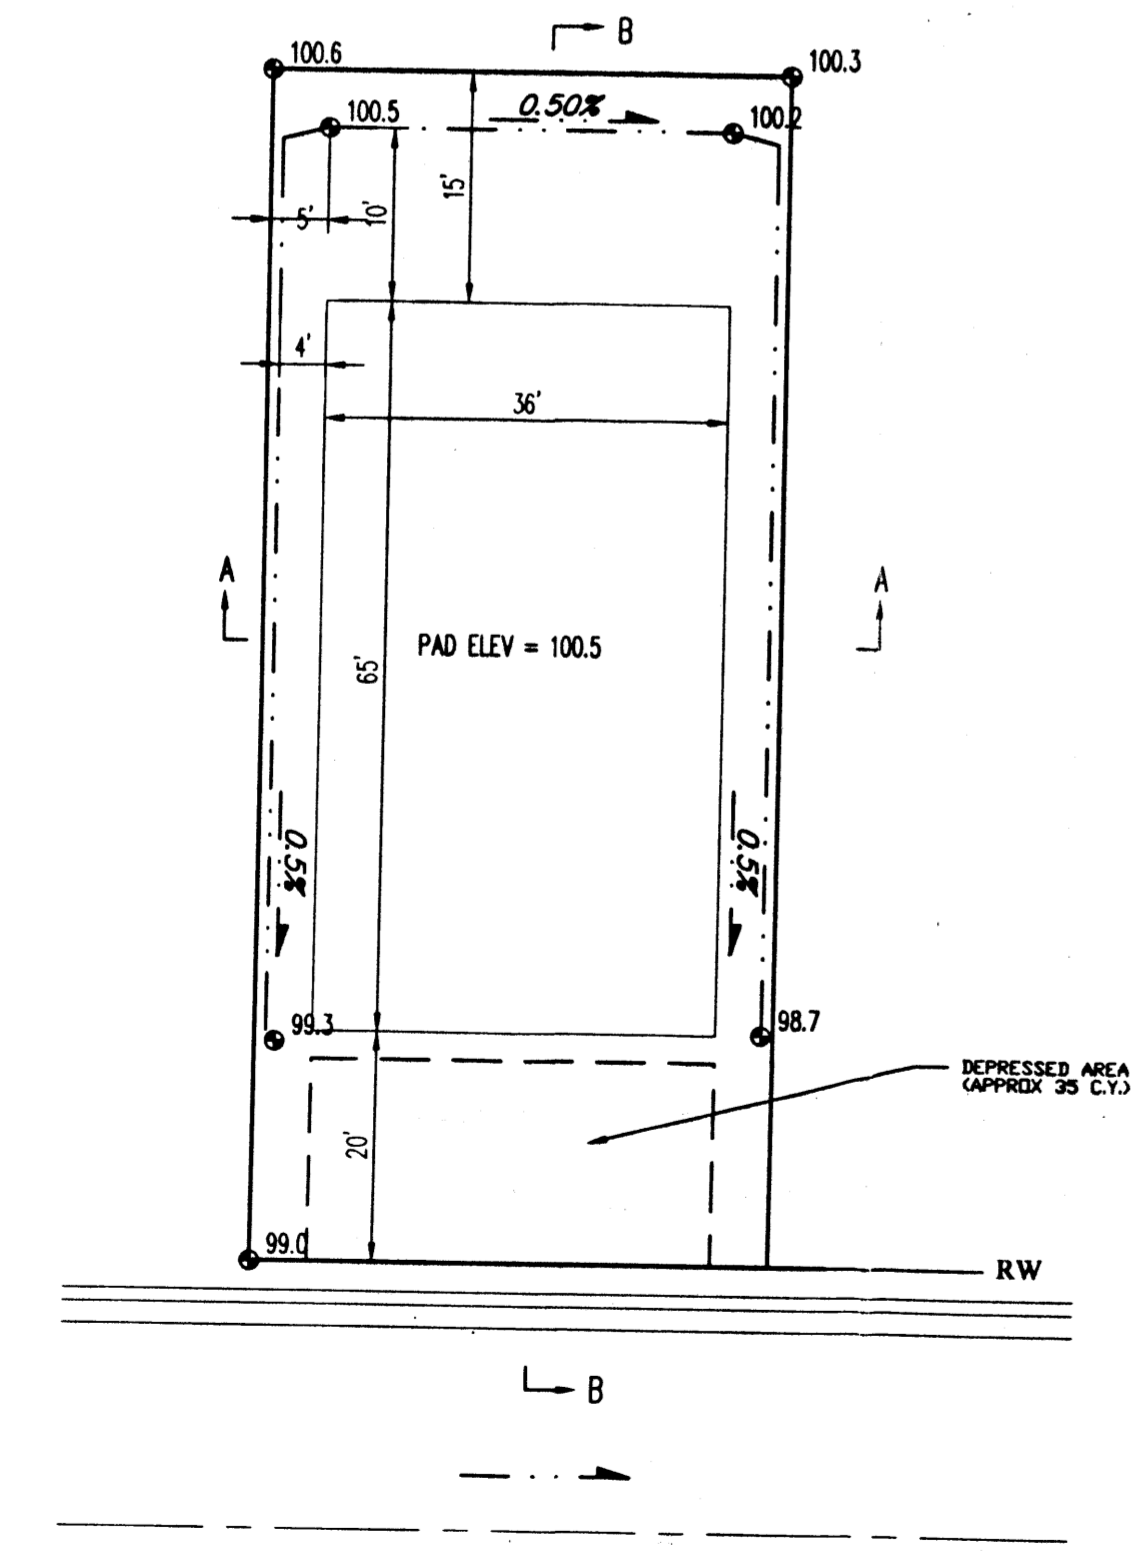 B
100.6
100.3
0.50%
100.5
100.2
15'
10'
5'
4'
36'
A
A
PAD ELEV = 100.5
65'
0.5%
0.5%
99.3
98.7
DEPRESSED AREA
(APPROX 35 C.Y.)
20'
99.0
RW
B